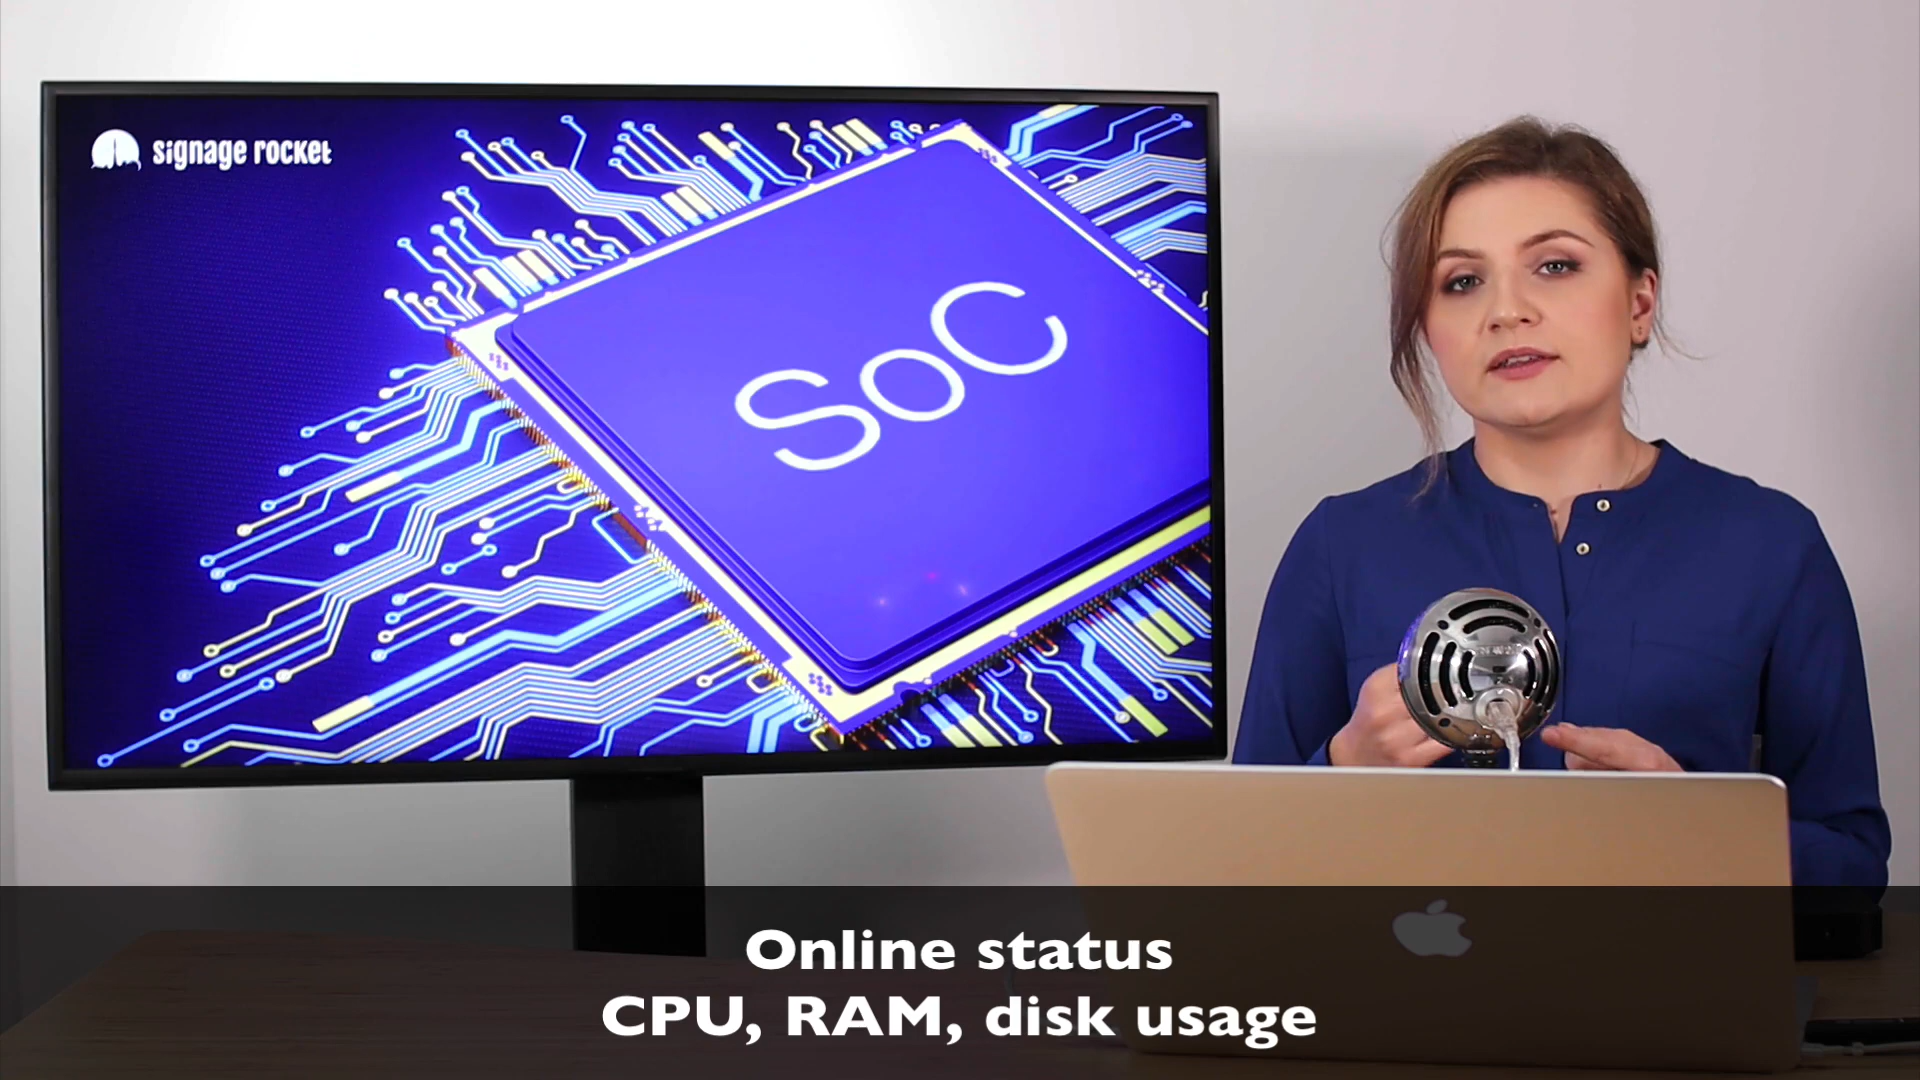 signage rocket
SoC
Online status
CPU, RAM, disk usage